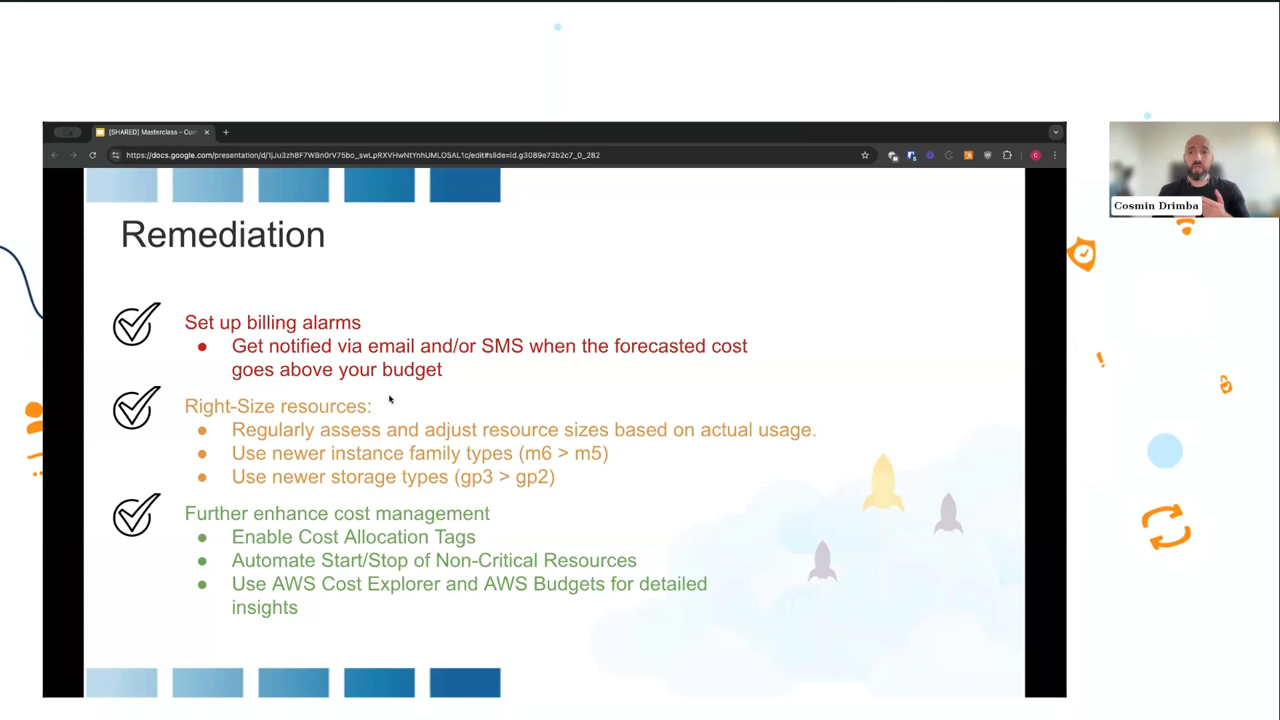 [SHARED] Masterclass - Cus
https://docs.google.com/presentation/d/1jJu3zh8F7WBn0rV75bo_swLpRXVHwNtYnhUMLOSAL1c/edit#slide=id.g3089e73b2c7_0_282
Cosmin Drimba
Remediation
Set up billing alarms
● Get notified via email and/or SMS when the forecasted cost
goes above your budget
Right-Size resources:
● Regularly assess and adjust resource sizes based on actual usage.
● Use newer instance family types (m6 > m5)
● Use newer storage types (gp3 > gp2)
Further enhance cost management
● Enable Cost Allocation Tags
● Automate Start/Stop of Non-Critical Resources
● Use AWS Cost Explorer and AWS Budgets for detailed
insights